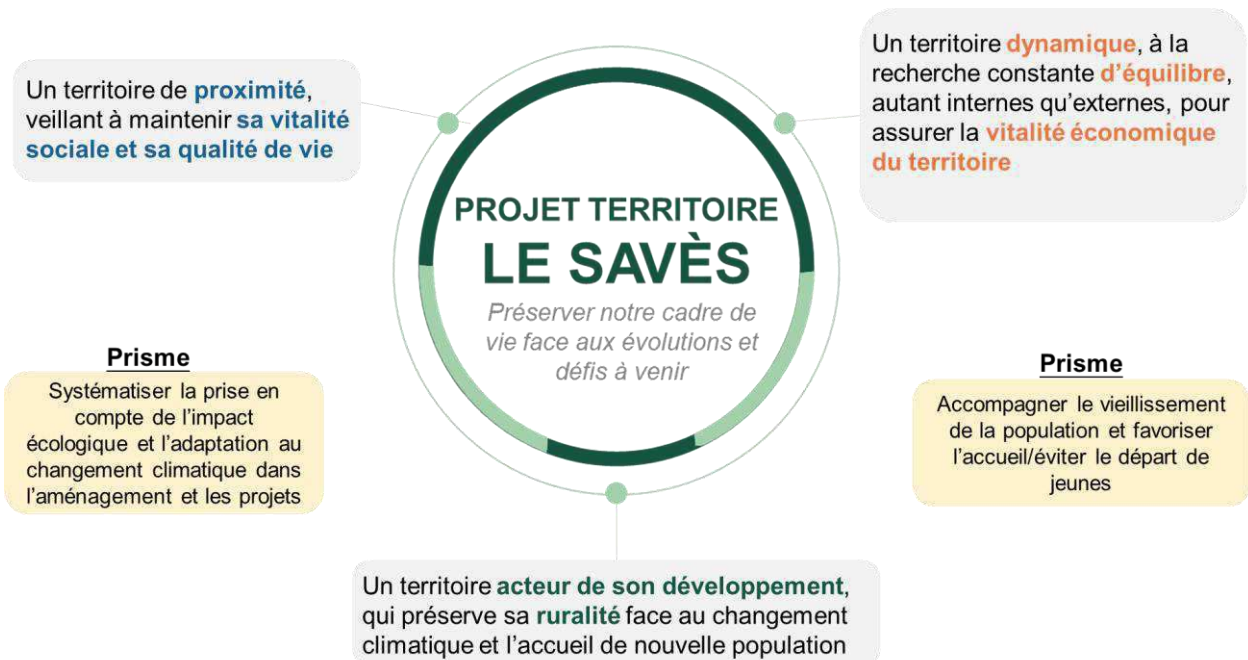 Un territoire de proximité,
veillant à maintenir sa vitalité
sociale et sa qualité de vie
Un territoire dynamique, à la
recherche constante d'équilibre,
autant internes qu'externes, pour
assurer la vitalité économique
du territoire
PROJET TERRITOIRE
LE SAVÈS
Préserver notre cadre de
vie face aux évolutions et
défis à venir
Prisme
Systématiser la prise en
compte de l'impact
écologique et l'adaptation au
changement climatique dans
l'aménagement et les projets
Prisme
Accompagner le vieillissement
de la population et favoriser
l'accueil/éviter le départ de
jeunes
Un territoire acteur de son développement,
qui préserve sa ruralité face au changement
climatique et l'accueil de nouvelle population